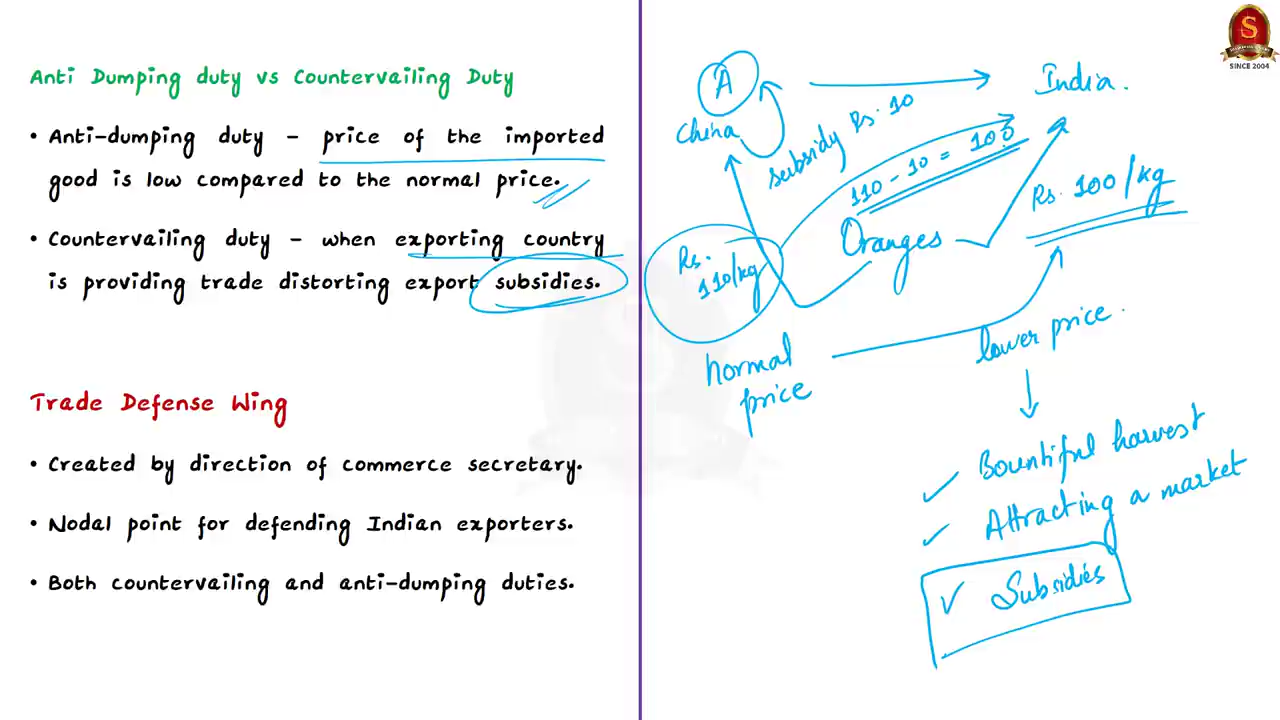 Anti Dumping duty vs Countervailing Duty
• Anti-dumping duty – price of the imported
good is low compared to the normal price.
• Countervailing duty – when exporting country
is providing trade distorting export subsidies.
Trade Defense Wing
• Created by direction of commerce secretary.
• Nodal point for defending Indian exporters.
• Both countervailing and anti-dumping duties.
A
India.
China
subsidy Rs. 10
110 - 10 = 100
Rs. 100/kg
Oranges
Rs.
110/kg
normal
price
lower price.
Bountiful harvest
Attracting a market
Subsidies
S
SINCE 2004